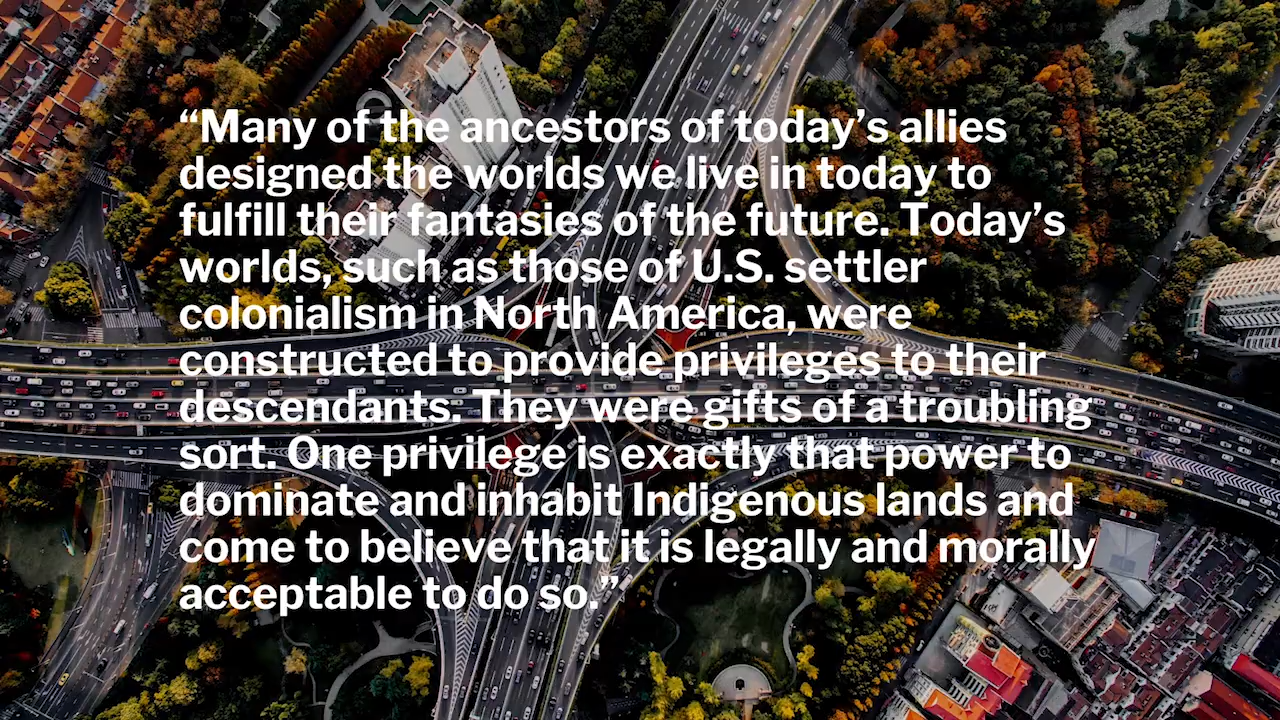 “Many of the ancestors of today’s allies
designed the worlds we live in today to
fulfill their fantasies of the future. Today’s
worlds, such as those of U.S. settler
colonialism in North America, were
constructed to provide privileges to their
descendants. They were gifts of a troubling
sort. One privilege is exactly that power to
dominate and inhabit Indigenous lands and
come to believe that it is legally and morally
acceptable to do so.”